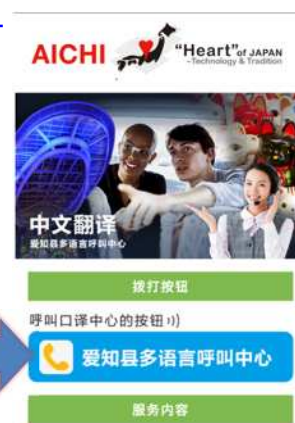 AICHI
"Heart" of JAPAN
-Technology & Tradition
中文翻译
爱知县多语言呼叫中心
拨打按钮
呼叫口译中心的按钮
爱知县多语言呼叫中心
服务内容